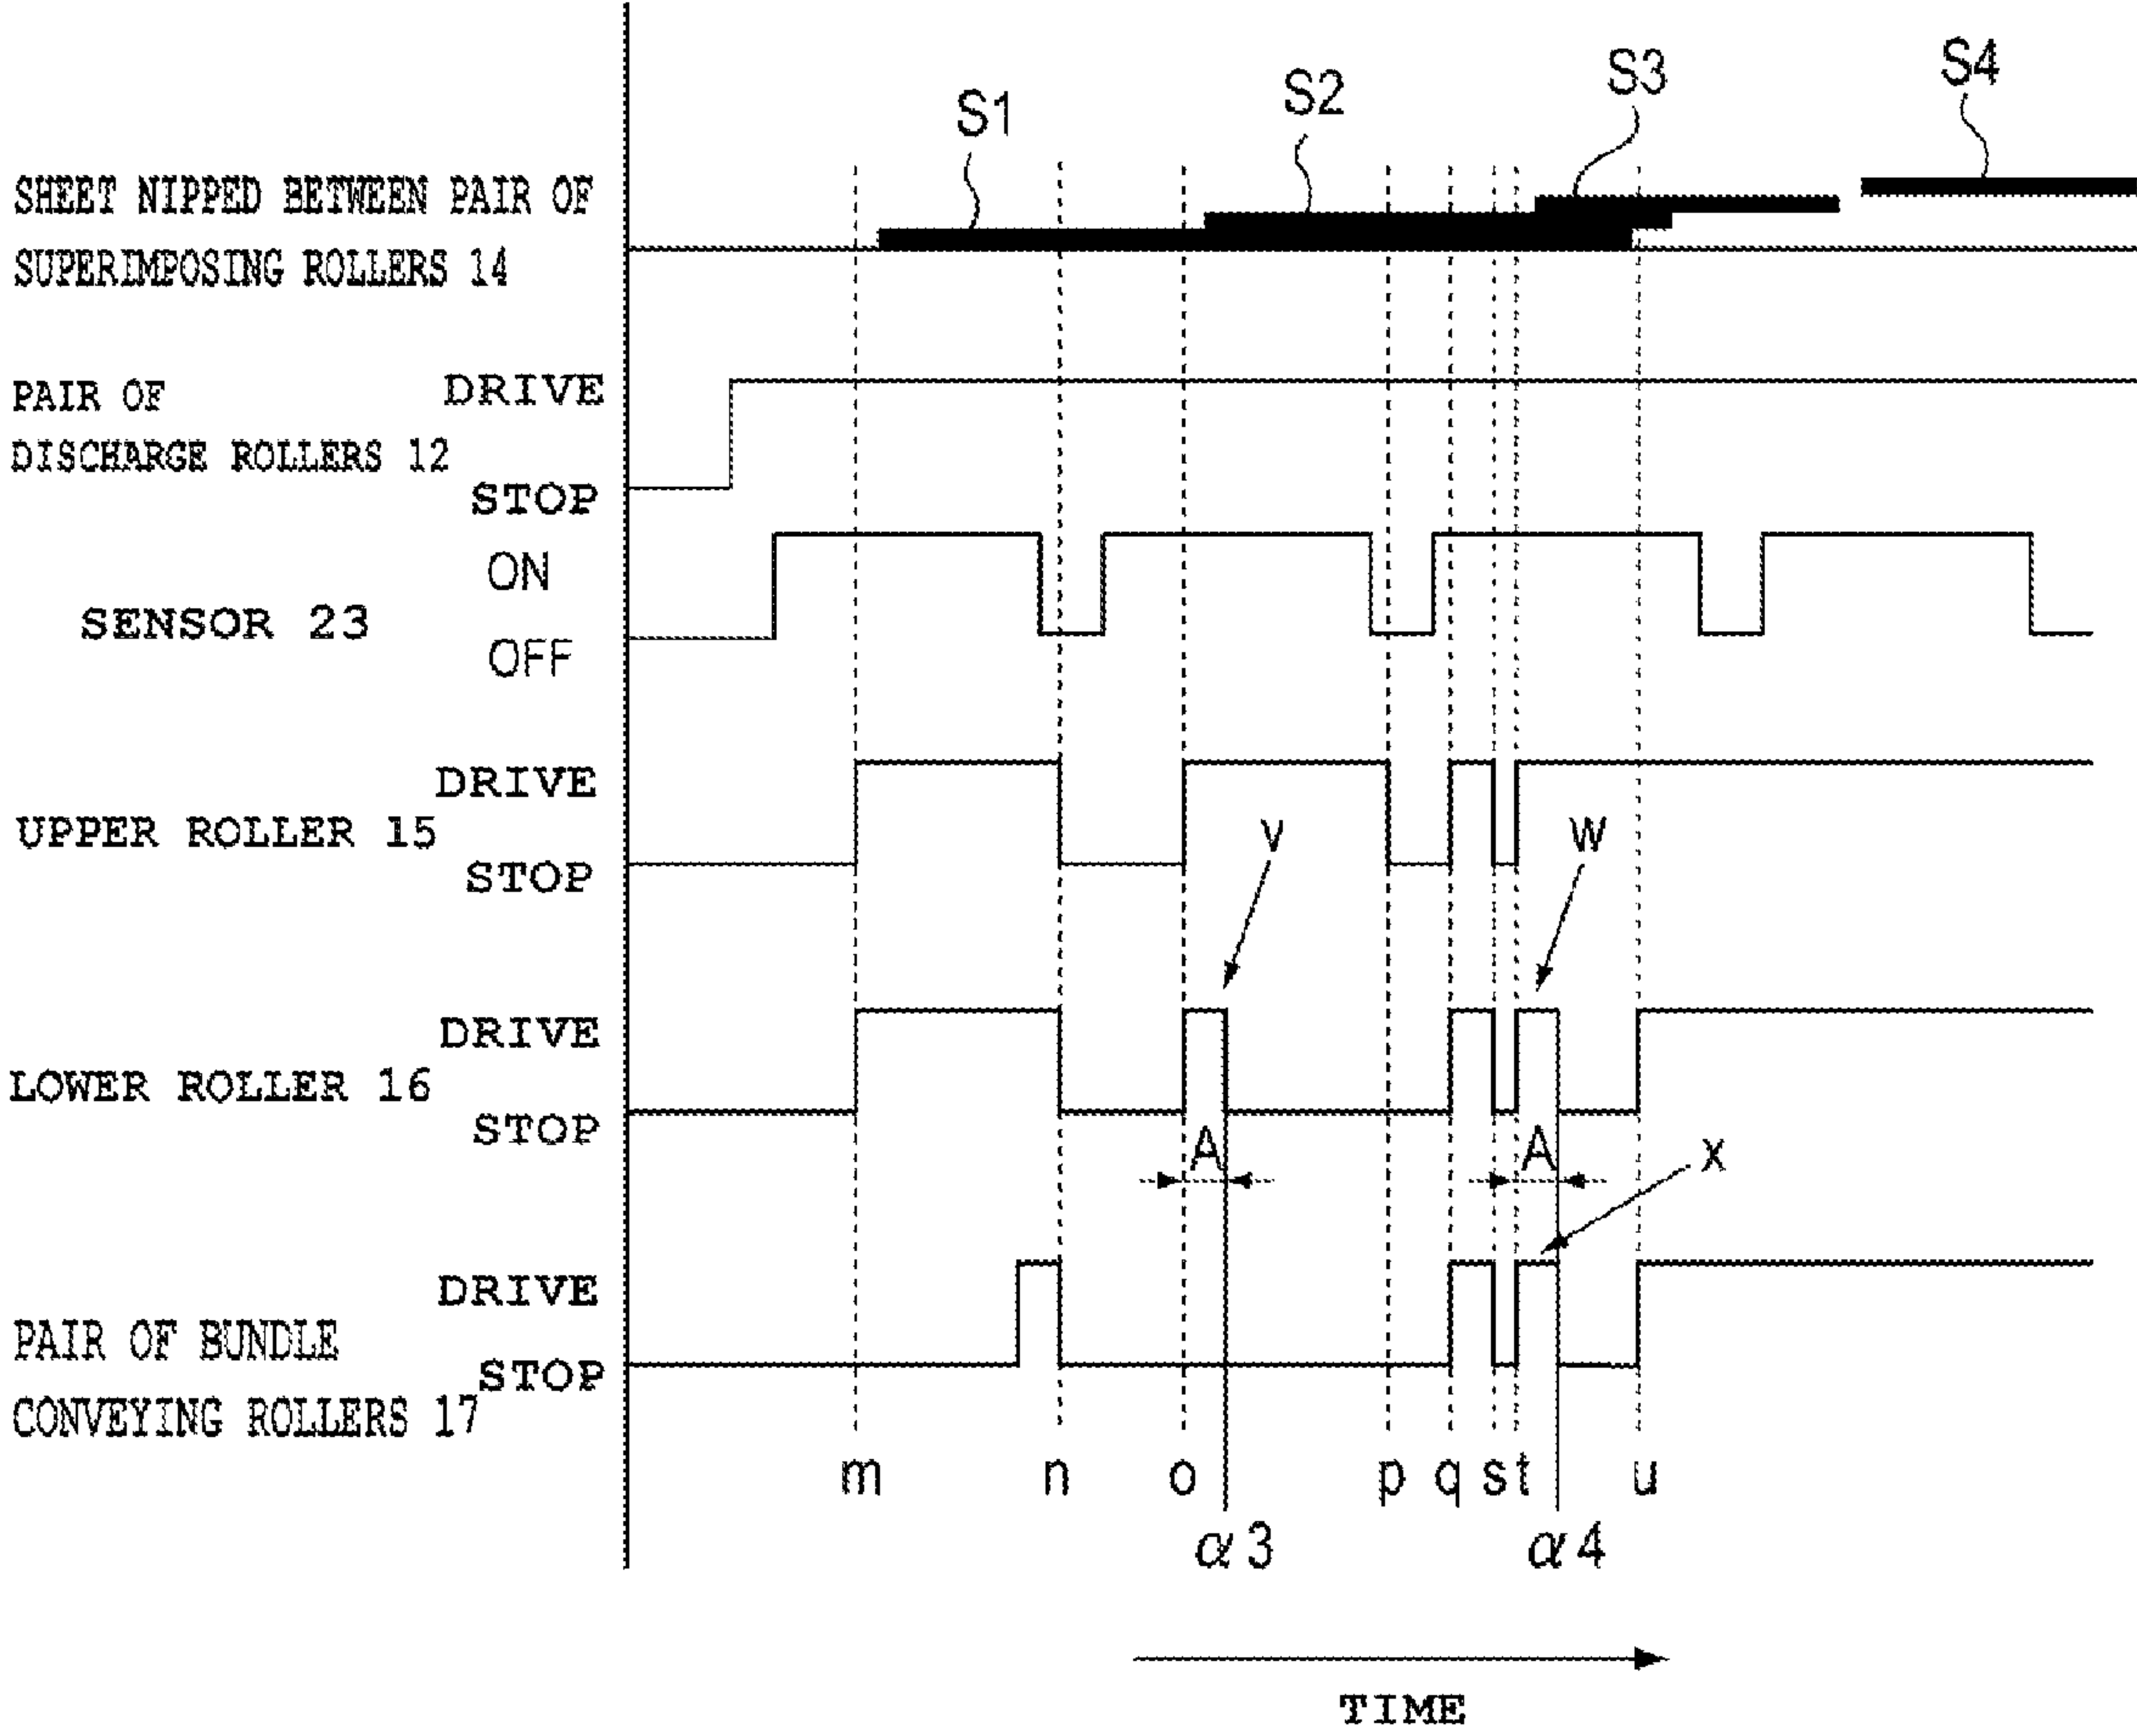 S1
S2
S3
S4
SHEET NIPPED BETWEEN PAIR OF
SUPERIMPOSING ROLLERS 14
PAIR OF
DISCHARGE ROLLERS 12
DRIVE
STOP
SENSOR 23
ON
OFF
UPPER ROLLER 15
DRIVE
STOP
v
w
LOWER ROLLER 16
DRIVE
STOP
A
A
x
PAIR OF BUNDLE
CONVEYING ROLLERS 17
DRIVE
STOP
m n o p q s t u
α3 α4
TIME